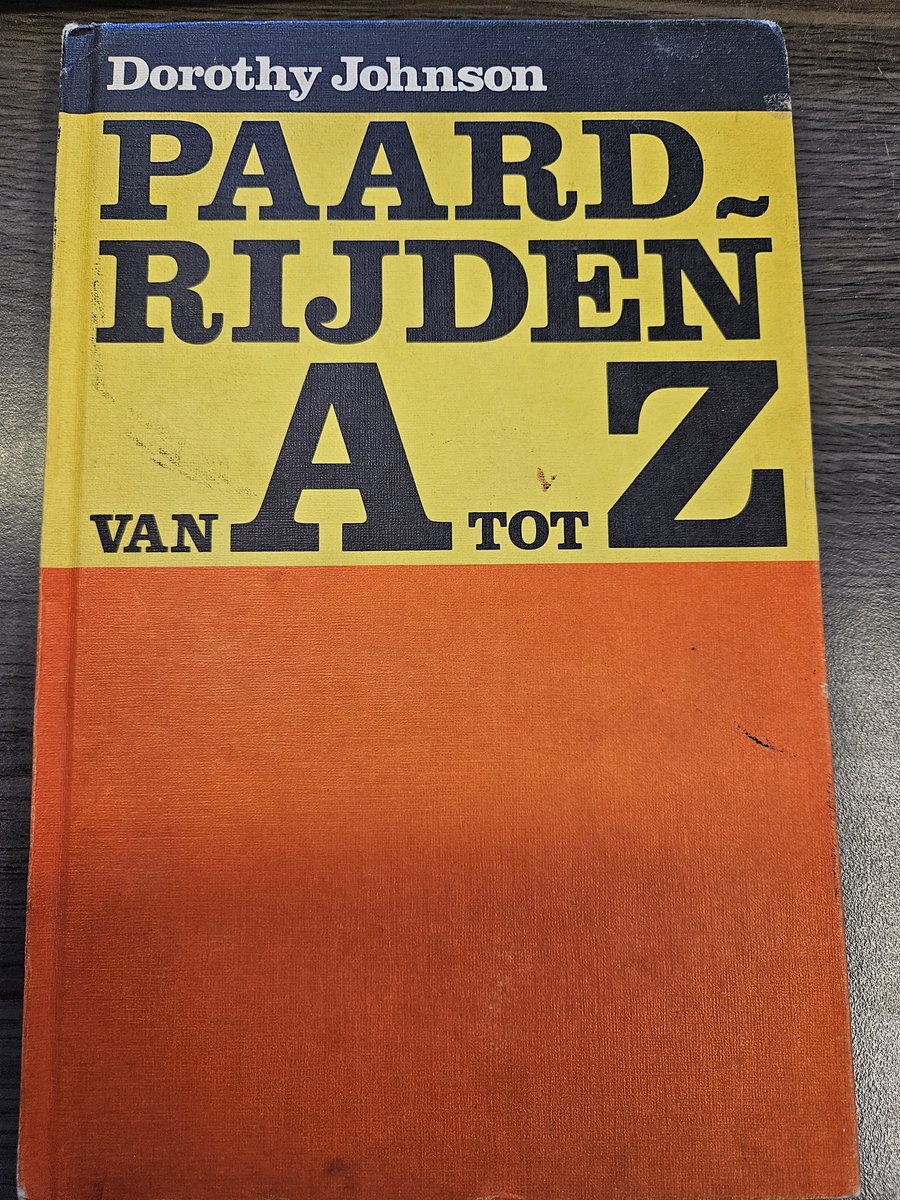 Dorothy Johnson
PAARD~
RIJDEN
VAN A TOT Z